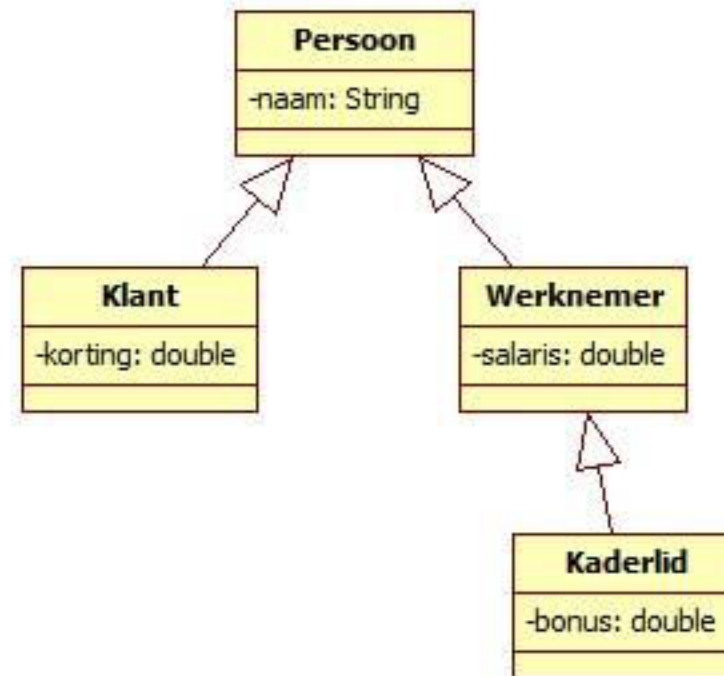 Persoon
-naam: String
Klant
-korting: double
Werknemer
-salaris: double
Kaderlid
-bonus: double